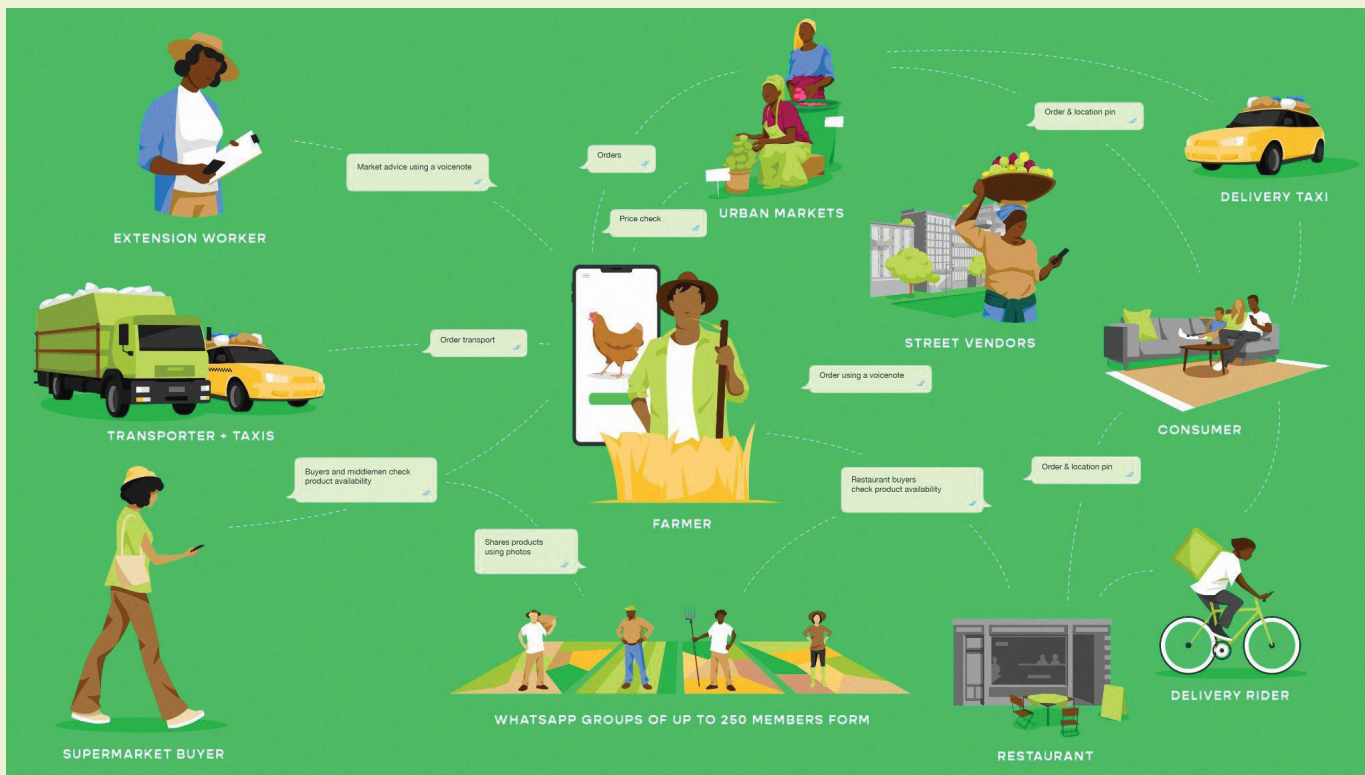 Order & location pin
Orders
Market advice using a voicenote
DELIVERY TAXI
Price check
URBAN MARKETS
EXTENSION WORKER
Order transport
STREET VENDORS
Order using a voicenote
CONSUMER
TRANSPORTER + TAXIS
Buyers and middlemen check
product availability
Restaurant buyers
check product availability
Order & location pin
FARMER
Shares products
using photos
DELIVERY RIDER
WHATSAPP GROUPS OF UP TO 250 MEMBERS FORM
SUPERMARKET BUYER
RESTAURANT